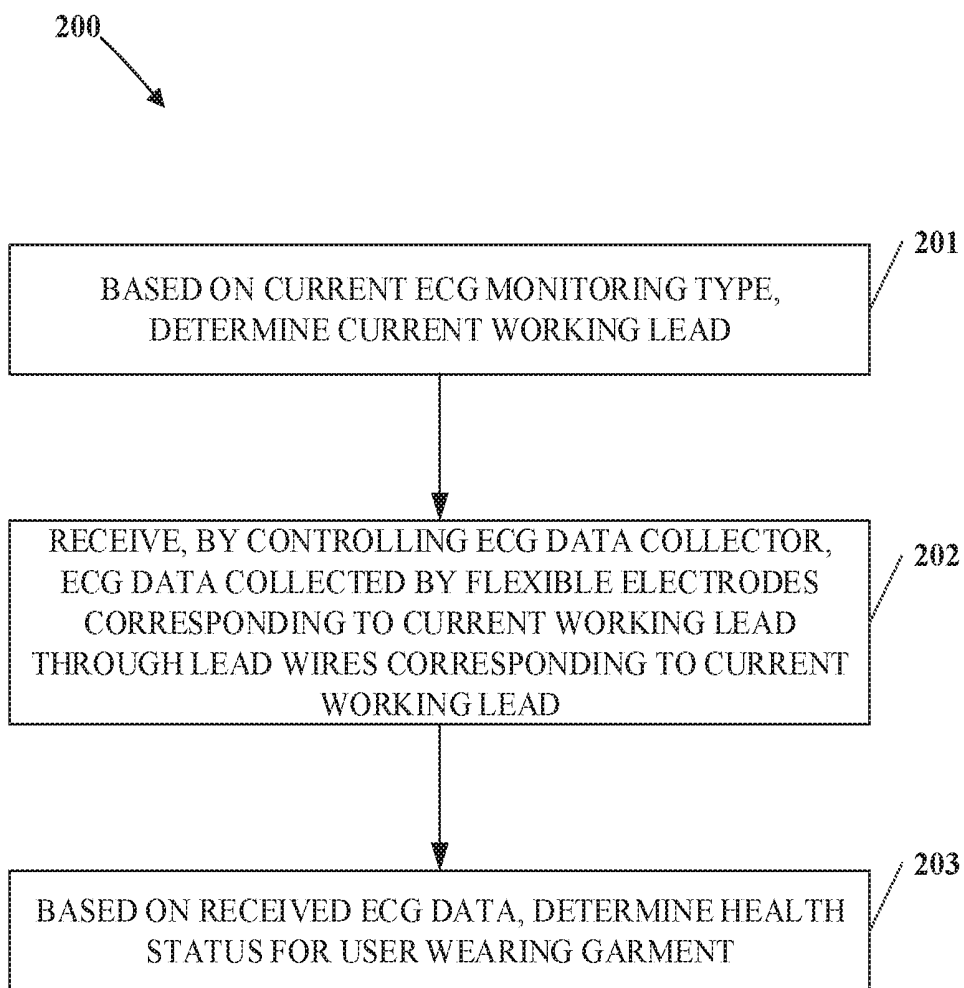 200
201
BASED ON CURRENT ECG MONITORING TYPE,
DETERMINE CURRENT WORKING LEAD
RECEIVE, BY CONTROLLING ECG DATA COLLECTOR,
ECG DATA COLLECTED BY FLEXIBLE ELECTRODES
CORRESPONDING TO CURRENT WORKING LEAD
THROUGH LEAD WIRES CORRESPONDING TO CURRENT
WORKING LEAD
202
BASED ON RECEIVED ECG DATA, DETERMINE HEALTH
STATUS FOR USER WEARING GARMENT
203